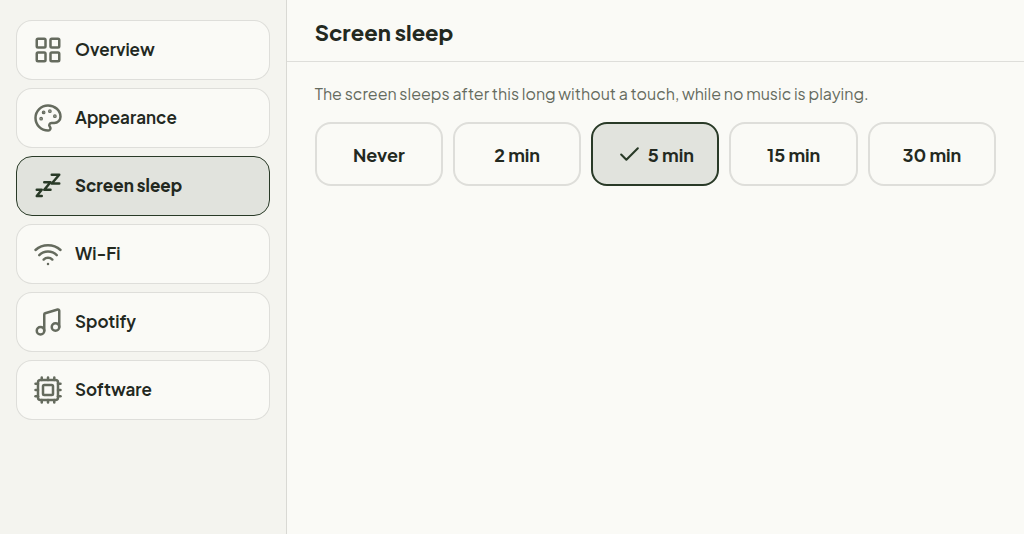 Overview
Appearance
Screen sleep
Wi-Fi
Spotify
Software
Screen sleep
The screen sleeps after this long without a touch, while no music is playing.
Never
2 min
5 min
15 min
30 min